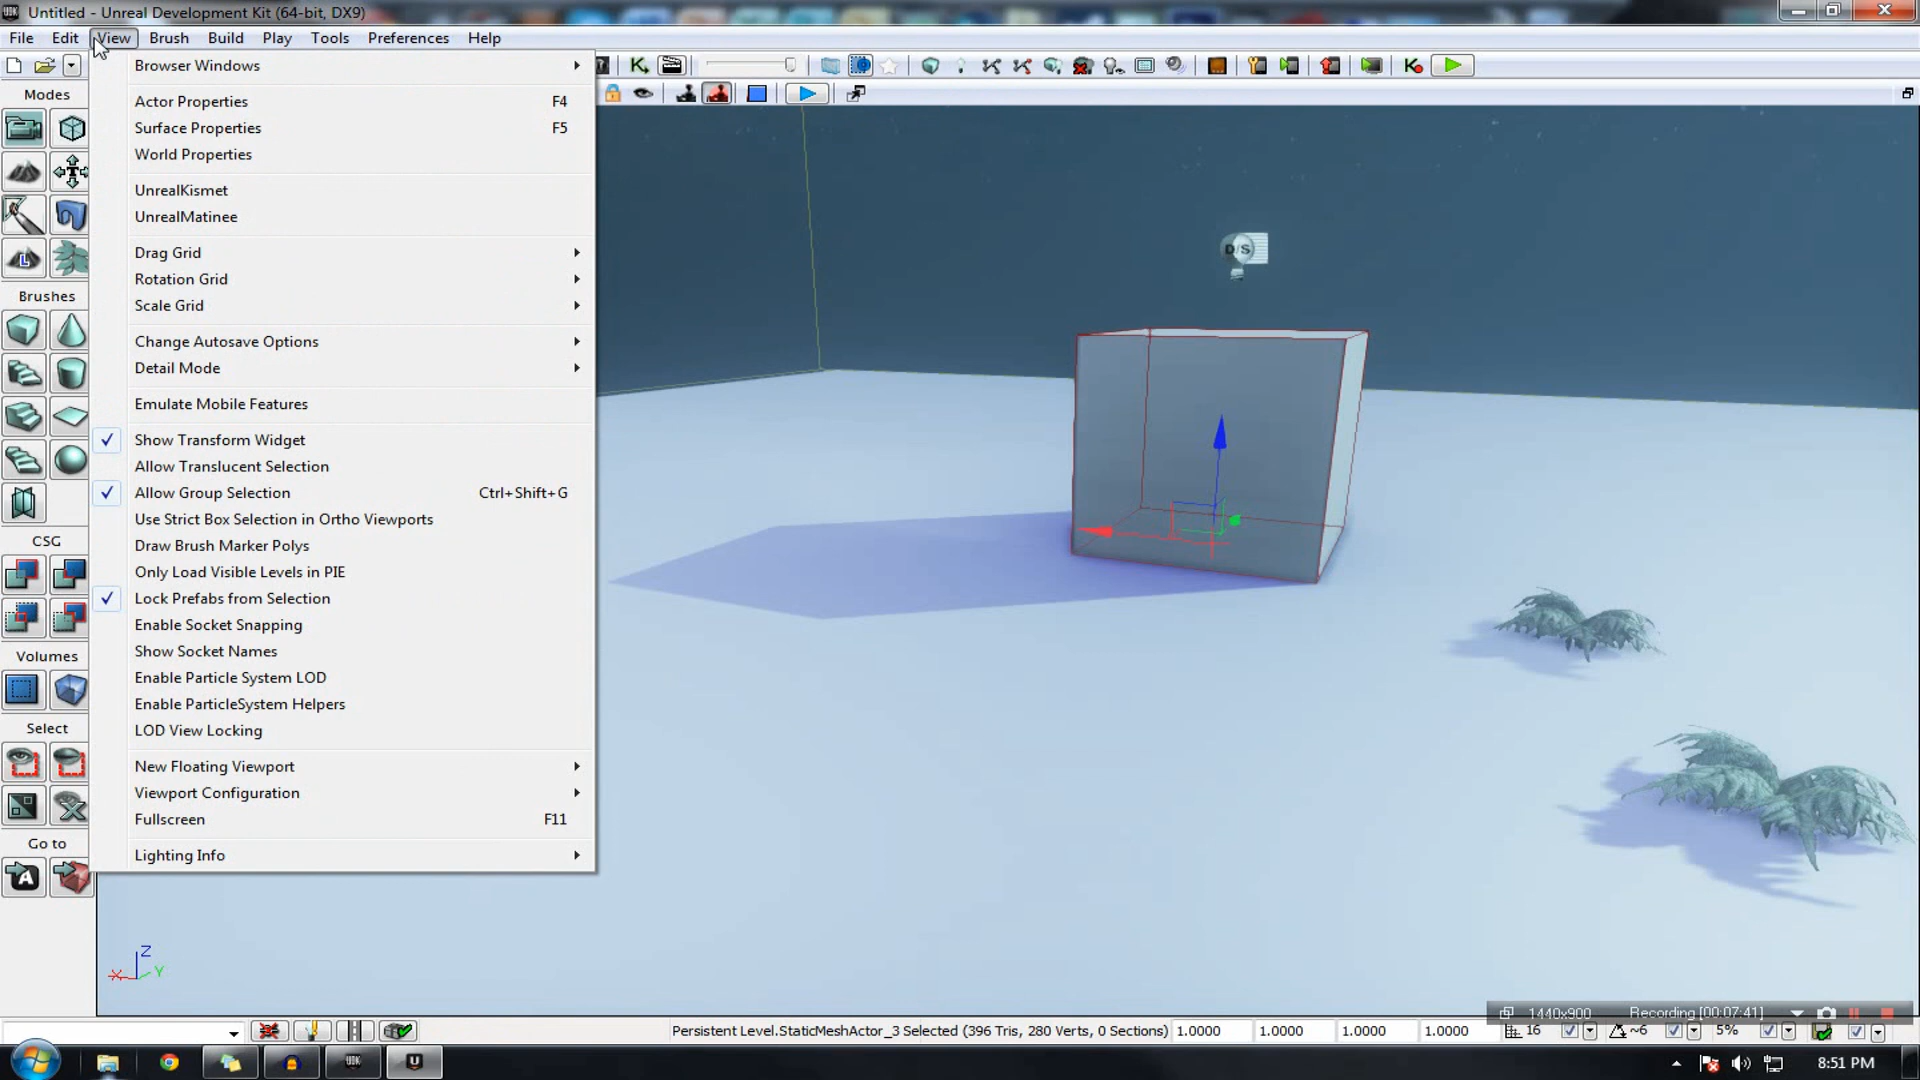 Untitled - Unreal Development Kit (64-bit, DX9)
File Edit View Brush Build Play Tools Preferences Help
Modes
Browser Windows
Actor Properties F4
Surface Properties F5
World Properties
UnrealKismet
UnrealMatinee
Drag Grid
Rotation Grid
Scale Grid
Brushes
Change Autosave Options
Detail Mode
Emulate Mobile Features
Show Transform Widget
Allow Translucent Selection
Allow Group Selection Ctrl+Shift+G
Use Strict Box Selection in Ortho Viewports
CSG
Draw Brush Marker Polys
Only Load Visible Levels in PIE
Lock Prefabs from Selection
Enable Socket Snapping
Volumes
Show Socket Names
Enable Particle System LOD
Enable ParticleSystem Helpers
Select
LOD View Locking
New Floating Viewport
Viewport Configuration
Fullscreen F11
Go to
Lighting Info
D/S
Z
X Y
1440x900 Recording [00:07:41]
Persistent Level.StaticMeshActor_3 Selected (396 Tris, 280 Verts, 0 Sections) 1.0000 1.0000 1.0000 1.0000 16 ~6 5%
8:51 PM